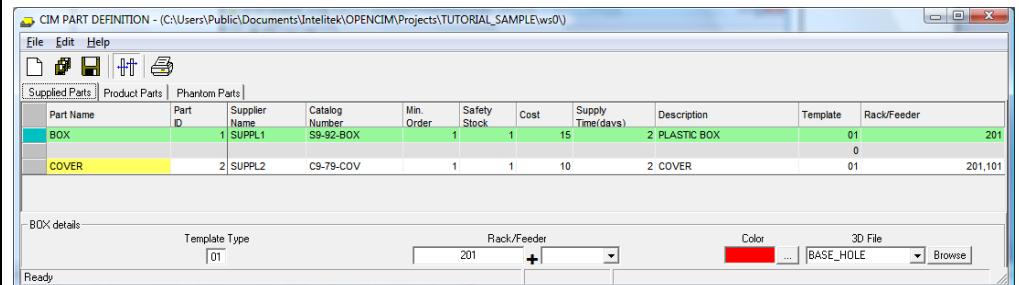 CIM PART DEFINITION - (C:\Users\Public\Documents\Intelitek\OPENCIM\Projects\TUTORIAL_SAMPLE\ws0\)
File Edit Help
Supplied Parts Product Parts Phantom Parts
Part Name Part ID Supplier Name Catalog Number Min. Order Safety Stock Cost Supply Time(days) Description Template Rack/Feeder
BOX 1 SUPPL1 S9-92-BOX 1 1 15 2 PLASTIC BOX 01 201
0
COVER 2 SUPPL2 C9-79-COV 1 1 10 2 COVER 01 201,101
BOX details
Template Type Rack/Feeder Color 3D File
01 201 + ... BASE_HOLE Browse
Ready